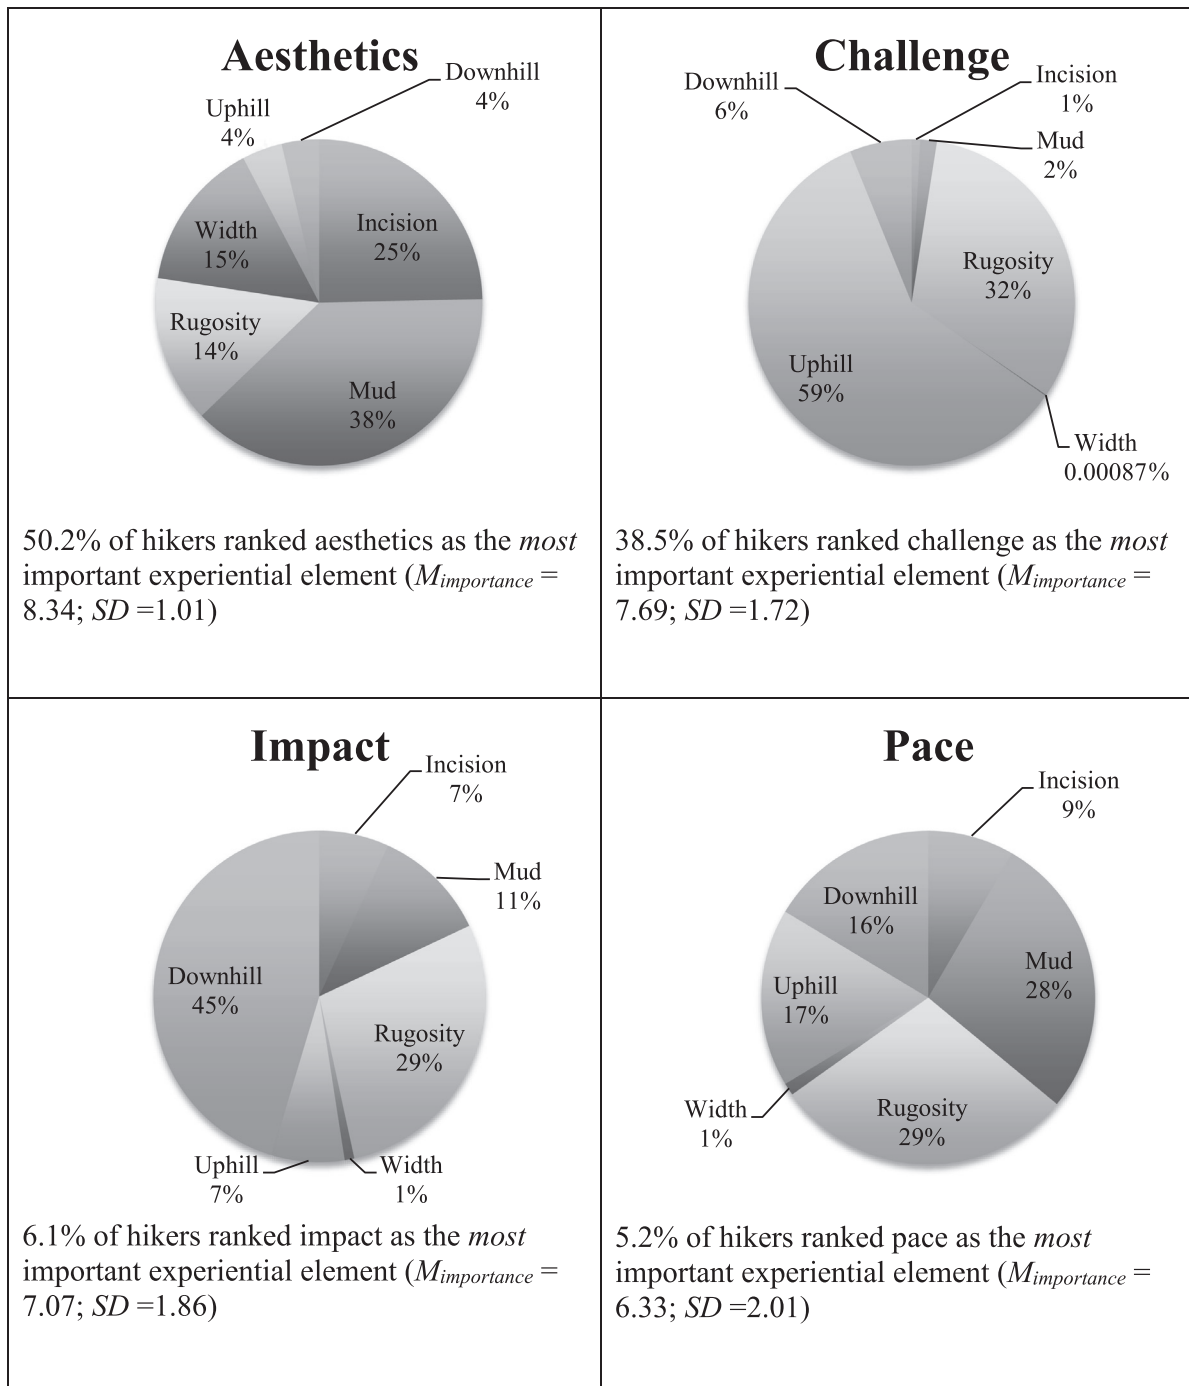 Aesthetics
Downhill
4%
Uphill
4%
Width
15%
Incision
25%
Rugosity
14%
Mud
38%
50.2% of hikers ranked aesthetics as the most
important experiential element (Mimportance =
8.34; SD =1.01)
Challenge
Downhill
6%
Incision
1%
Mud
2%
Rugosity
32%
Uphill
59%
Width
0.00087%
38.5% of hikers ranked challenge as the most
important experiential element (Mimportance =
7.69; SD =1.72)
Impact
Incision
7%
Mud
11%
Downhill
45%
Rugosity
29%
Uphill
7%
Width
1%
6.1% of hikers ranked impact as the most
important experiential element (Mimportance =
7.07; SD =1.86)
Pace
Incision
9%
Downhill
16%
Mud
28%
Uphill
17%
Width
1%
Rugosity
29%
5.2% of hikers ranked pace as the most
important experiential element (Mimportance =
6.33; SD =2.01)